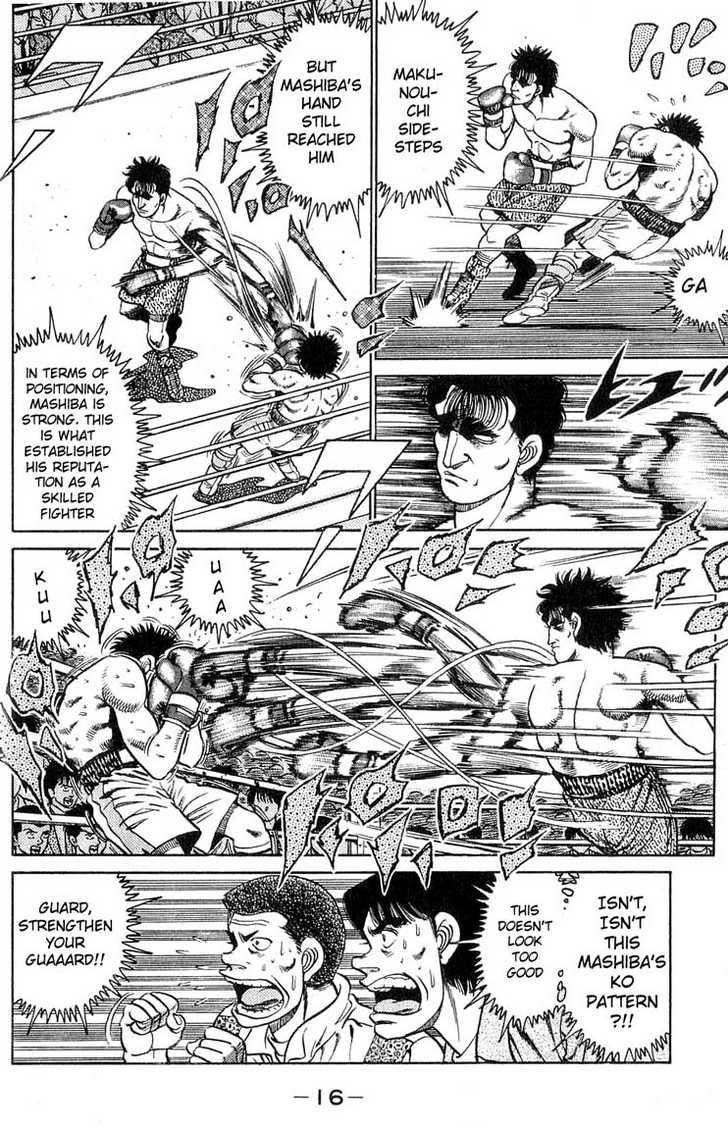 MAKU-
NOU-
CHI
SIDE-
STEPS
GA
BUT
MASHIBA'S
HAND
STILL
REACHED
HIM
IN TERMS OF
POSITIONING,
MASHIBA IS
STRONG. THIS
IS WHAT
ESTABLISHED
HIS REPUTA-
TION AS A
SKILLED
FIGHTER
UAA
KUU
ISN'T,
ISN'T
THIS
MASHIBA'S
KO
PATTERN
?!!
THIS
DOESN'T
LOOK
TOO
GOOD
GUARD,
STRENGTHEN
YOUR
GUAAARD!!
—16—